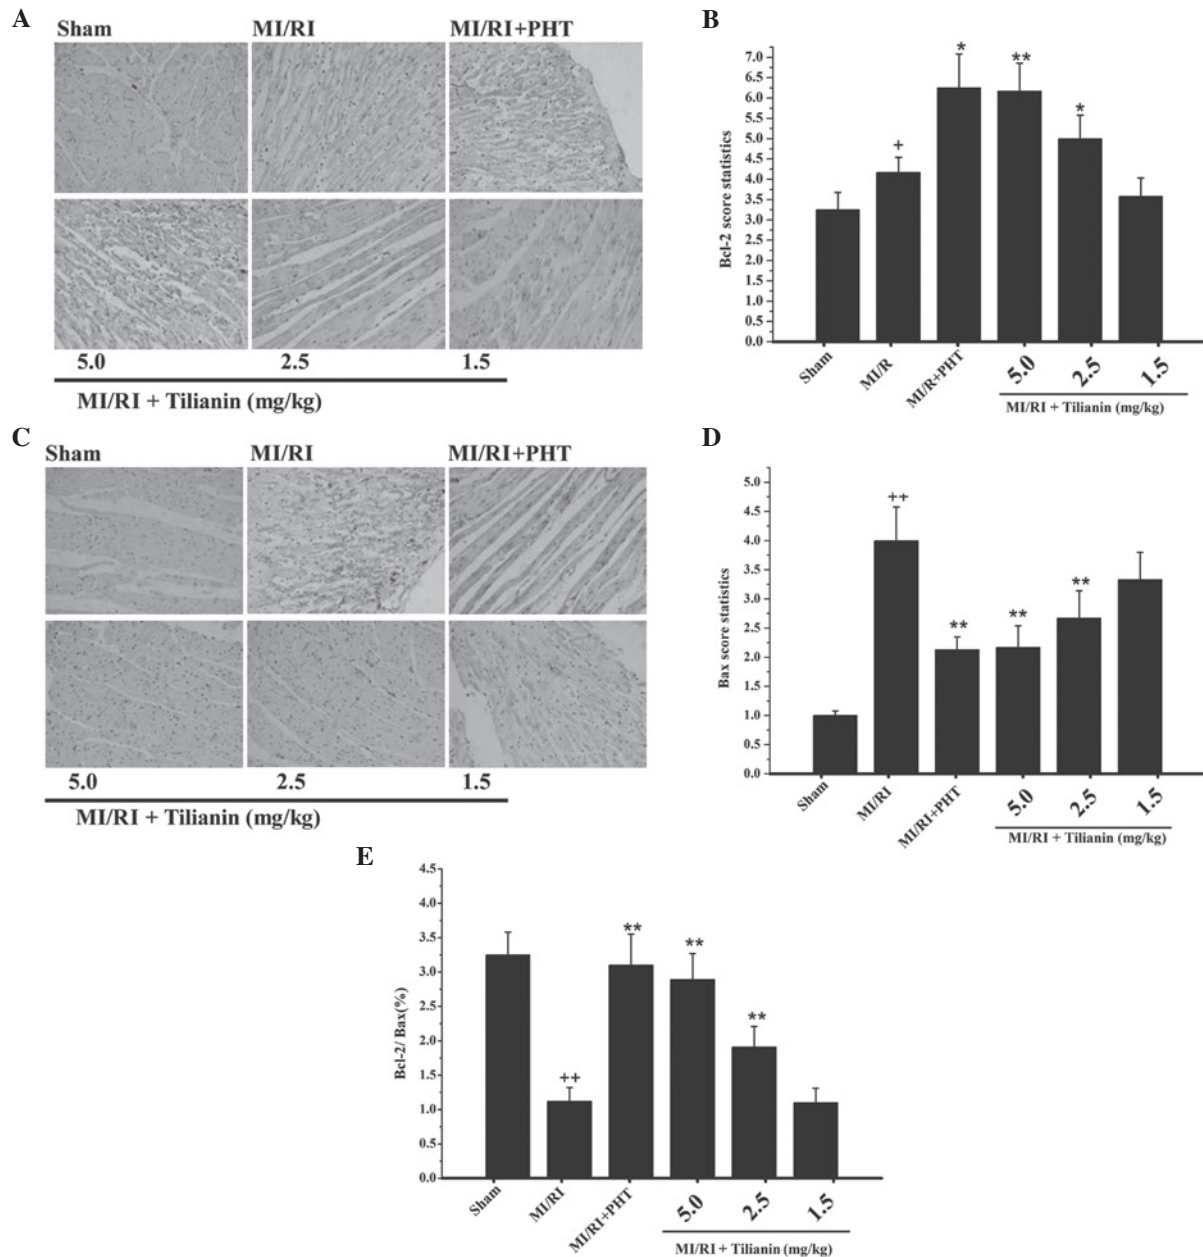 A
Sham MI/RI MI/RI+PHT
5.0 2.5 1.5
MI/RI + Tilianin (mg/kg)
B
Bcl-2 score statistics
7.0
6.5
6.0
5.5
5.0
4.5
4.0
3.5
3.0
2.5
2.0
1.5
1.0
0.5
0.0
+
*
**
*
Sham MI/R MI/R+PHT 5.0 2.5 1.5
MI/RI + Tilianin (mg/kg)
C
Sham MI/RI MI/RI+PHT
5.0 2.5 1.5
MI/RI + Tilianin (mg/kg)
D
Bax score statistics
5.0
4.5
4.0
3.5
3.0
2.5
2.0
1.5
1.0
0.5
0.0
++
**
**
**
Sham MI/RI MI/RI+PHT 5.0 2.5 1.5
MI/RI + Tilianin (mg/kg)
E
Bcl-2/ Bax(%)
4.5
4.0
3.5
3.0
2.5
2.0
1.5
1.0
0.5
0.0
++
**
**
**
Sham MI/RI MI/RI+PHT 5.0 2.5 1.5
MI/RI + Tilianin (mg/kg)